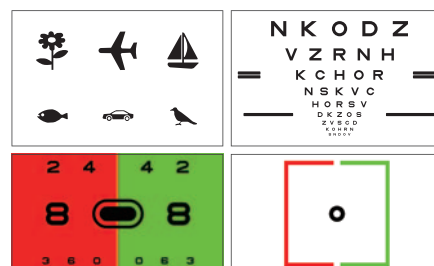 N K O D Z
V Z R N H
K C H O R
N S K V C
H O R S V
D K Z O S
Z V S C D
K O H R N
2 4 4 2
8 8
3 6 0 0 6 3